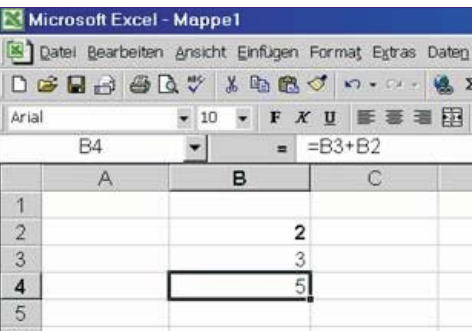 Microsoft Excel - Mappe1
Datei Bearbeiten Ansicht Einfügen Format Extras Daten
Arial 10 F K U
B4 = =B3+B2
A B C
1
2 2
3 3
4 5
5